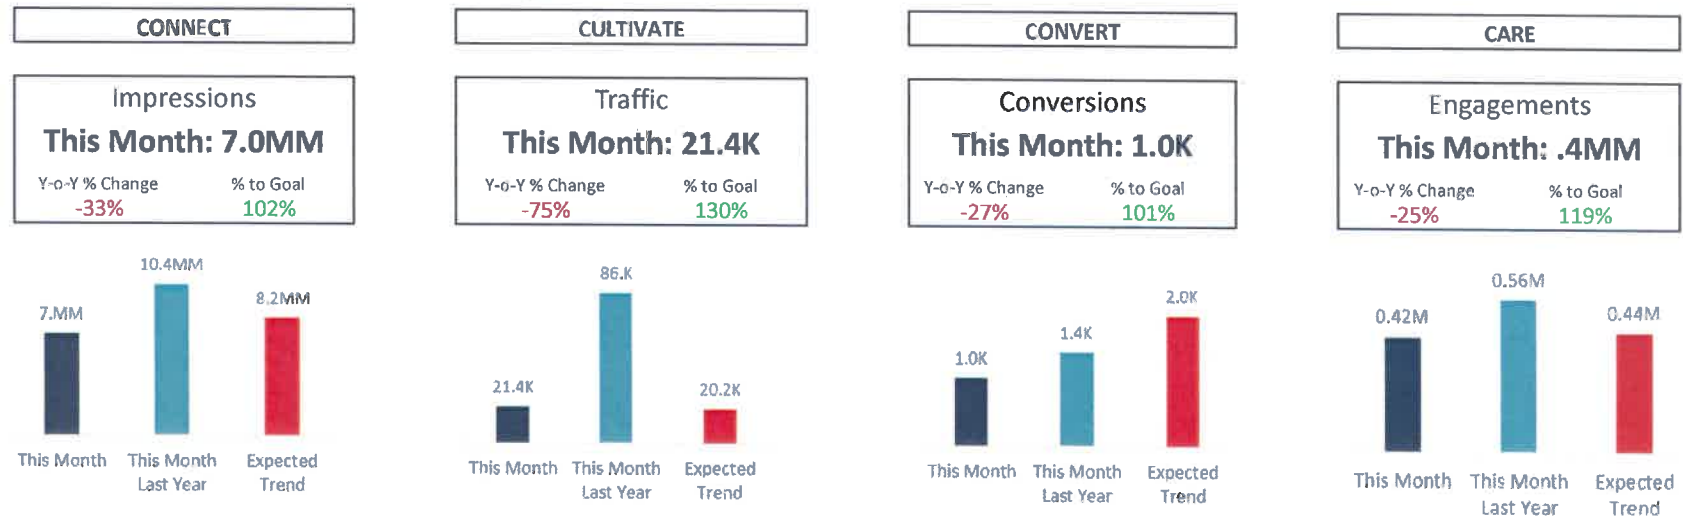 CONNECT
Impressions
This Month: 7.0MM
Y-o-Y % Change % to Goal
-33% 102%
10.4MM
8.2MM
7.MM
This Month This Month Expected
Last Year Trend
CULTIVATE
Traffic
This Month: 21.4K
Y-o-Y % Change % to Goal
-75% 130%
86.K
21.4K
20.2K
This Month This Month Expected
Last Year Trend
CONVERT
Conversions
This Month: 1.0K
Y-o-Y % Change % to Goal
-27% 101%
2.0K
1.4K
1.0K
This Month This Month Expected
Last Year Trend
CARE
Engagements
This Month: .4MM
Y-o-Y % Change % to Goal
-25% 119%
0.56M
0.42M 0.44M
This Month This Month Expected
Last Year Trend